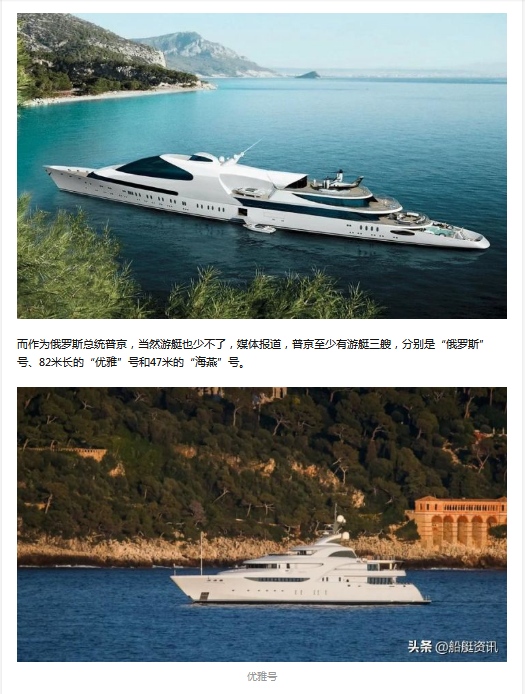 而作为俄罗斯总统普京，当然游艇也少不了，媒体报道，普京至少有游艇三艘，分别是“俄罗斯”
号、82米长的“优雅”号和47米的“海燕”号。
头条 @船艇资讯
优雅号